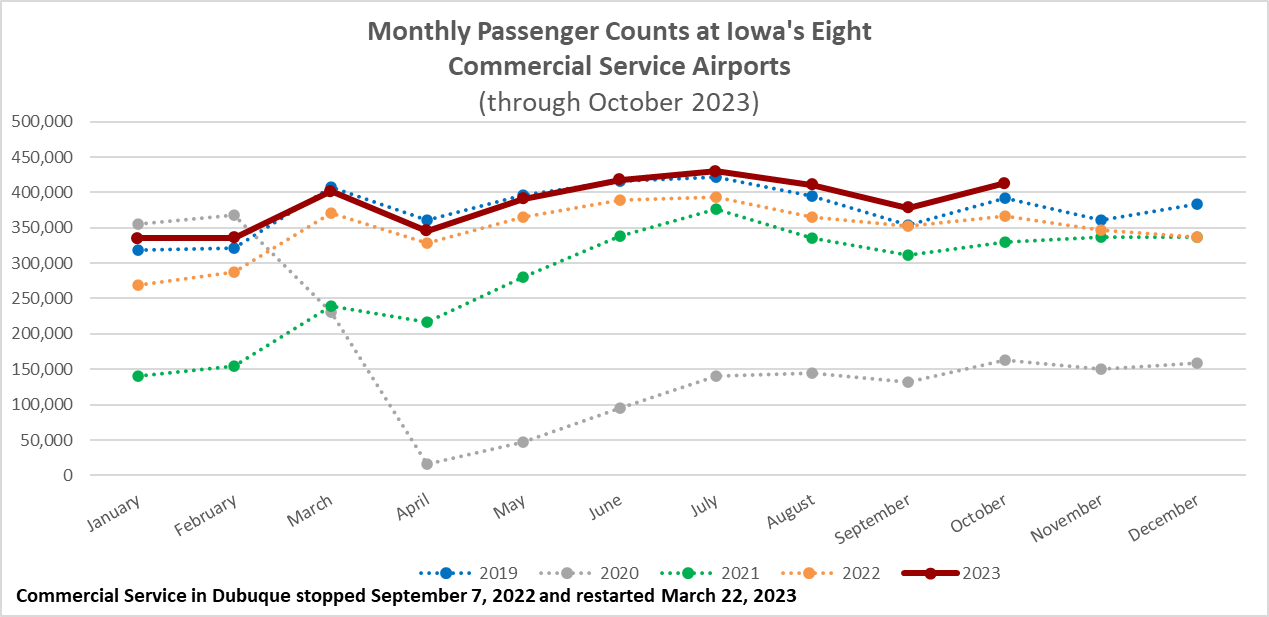 Monthly Passenger Counts at Iowa's Eight
Commercial Service Airports
(through October 2023)
500,000
450,000
400,000
350,000
300,000
250,000
200,000
150,000
100,000
50,000
0
January
February
March
April
May
June
July
August
September
October
November
December
2019
2020
2021
2022
2023
Commercial Service in Dubuque stopped September 7, 2022 and restarted March 22, 2023